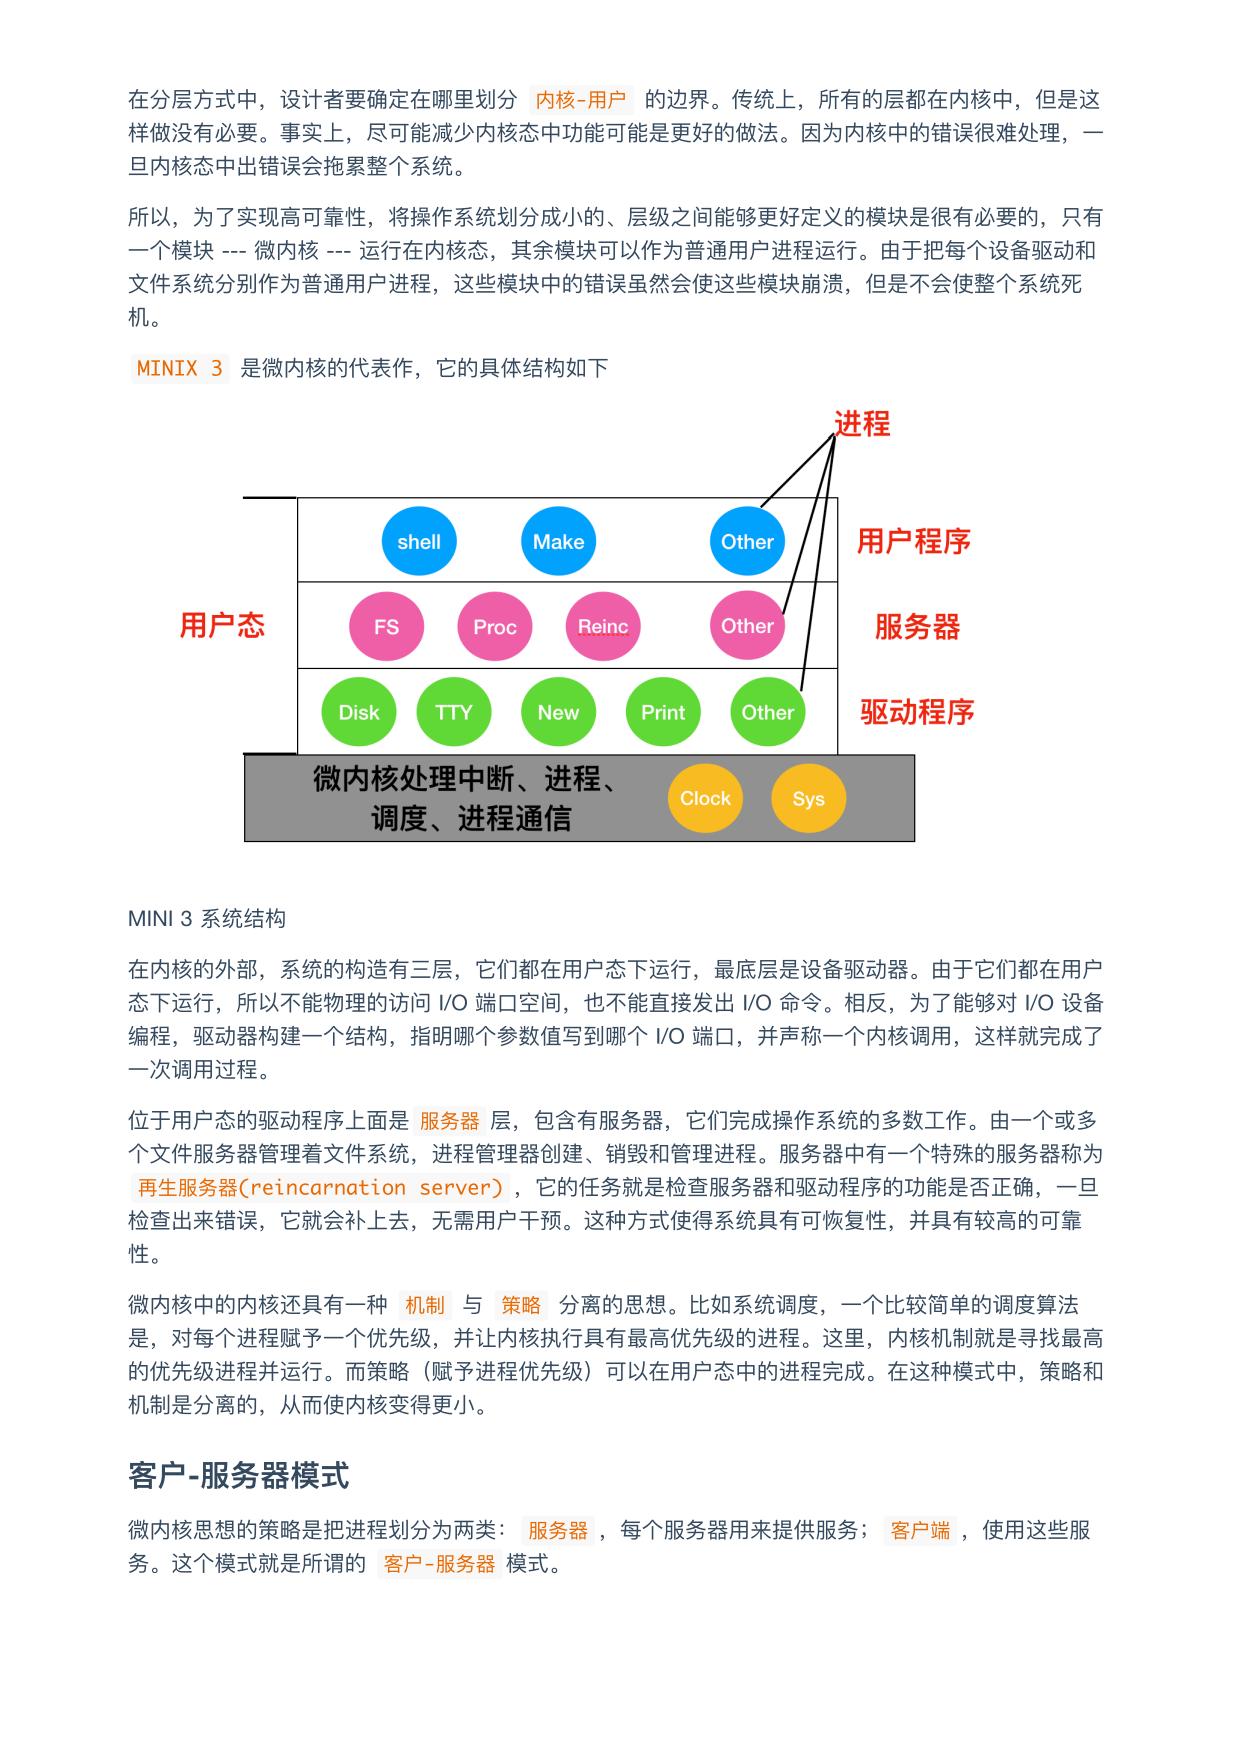 在分层方式中，设计者要确定在哪里划分 内核-用户 的边界。传统上，所有的层都在内核中，但是这
样做没有必要。事实上，尽可能减少内核态中功能可能是更好的做法。因为内核中的错误很难处理，一
旦内核态中出错误会拖累整个系统。
所以，为了实现高可靠性，将操作系统划分成小的、层级之间能够更好定义的模块是很有必要的，只有
一个模块 --- 微内核 --- 运行在内核态，其余模块可以作为普通用户进程运行。由于把每个设备驱动和
文件系统分别作为普通用户进程，这些模块中的错误虽然会使这些模块崩溃，但是不会使整个系统死
机。
MINIX 3 是微内核的代表作，它的具体结构如下
进程
shell Make Other 用户程序
用户态 FS Proc Reinc Other 服务器
Disk TTY New Print Other 驱动程序
微内核处理中断、进程、
调度、进程通信
Clock Sys
MINI 3 系统结构
在内核的外部，系统的构造有三层，它们都在用户态下运行，最底层是设备驱动器。由于它们都在用户
态下运行，所以不能物理的访问 I/O 端口空间，也不能直接发出 I/O 命令。相反，为了能够对 I/O 设备
编程，驱动器构建一个结构，指明哪个参数值写到哪个 I/O 端口，并声称一个内核调用，这样就完成了
一次调用过程。
位于用户态的驱动程序上面是 服务器 层，包含有服务器，它们完成操作系统的多数工作。由一个或多
个文件服务器管理着文件系统，进程管理器创建、销毁和管理进程。服务器中有一个特殊的服务器称为
再生服务器(reincarnation server)，它的任务就是检查服务器和驱动程序的功能是否正确，一旦
检查出来错误，它就会补上去，无需用户干预。这种方式使得系统具有可恢复性，并具有较高的可靠
性。
微内核中的内核还具有一种 机制 与 策略 分离的思想。比如系统调度，一个比较简单的调度算法
是，对每个进程赋予一个优先级，并让内核执行具有最高优先级的进程。这里，内核机制就是寻找最高
的优先级进程并运行。而策略（赋予进程优先级）可以在用户态中的进程完成。在这种模式中，策略和
机制是分离的，从而使内核变得更小。
客户-服务器模式
微内核思想的策略是把进程划分为两类： 服务器 ，每个服务器用来提供服务； 客户端 ，使用这些服
务。这个模式就是所谓的 客户-服务器 模式。